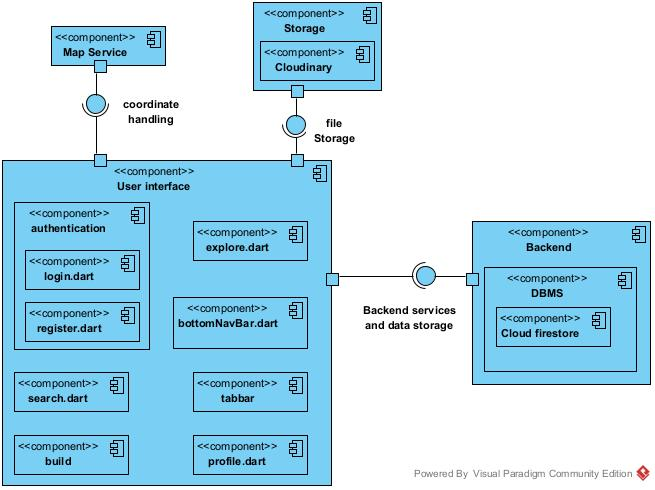 <<component>>
Map Service
<<component>>
Storage
<<component>>
Cloudinary
coordinate
handling
file
Storage
<<component>>
User interface
<<component>>
authentication
<<component>>
login.dart
<<component>>
register.dart
<<component>>
explore.dart
<<component>>
bottomNavBar.dart
<<component>>
search.dart
<<component>>
tabbar
<<component>>
build
<<component>>
profile.dart
Backend services
and data storage
<<component>>
Backend
<<component>>
DBMS
<<component>>
Cloud firestore
Powered By Visual Paradigm Community Edition